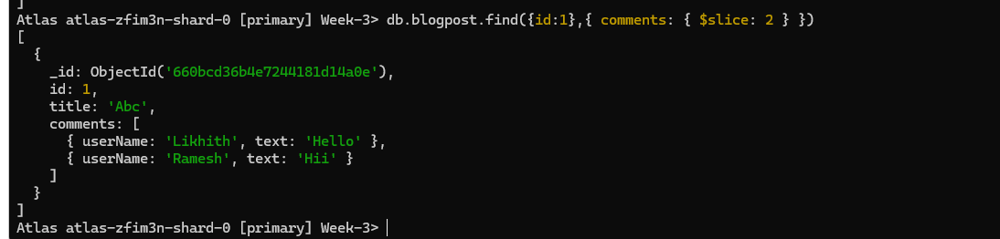 ]
Atlas atlas-zfim3n-shard-0 [primary] Week-3> db.blogpost.find({id:1},{ comments: { $slice: 2 } })
[
  {
    _id: ObjectId('660bcd36b4e7244181d14a0e'),
    id: 1,
    title: 'Abc',
    comments: [
      { userName: 'Likhith', text: 'Hello' },
      { userName: 'Ramesh', text: 'Hii' }
    ]
  }
]
Atlas atlas-zfim3n-shard-0 [primary] Week-3>